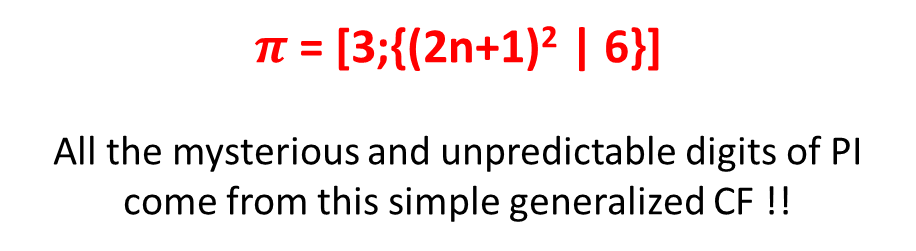 π = [3;{(2n+1)² | 6}]
All the mysterious and unpredictable digits of PI
come from this simple generalized CF !!